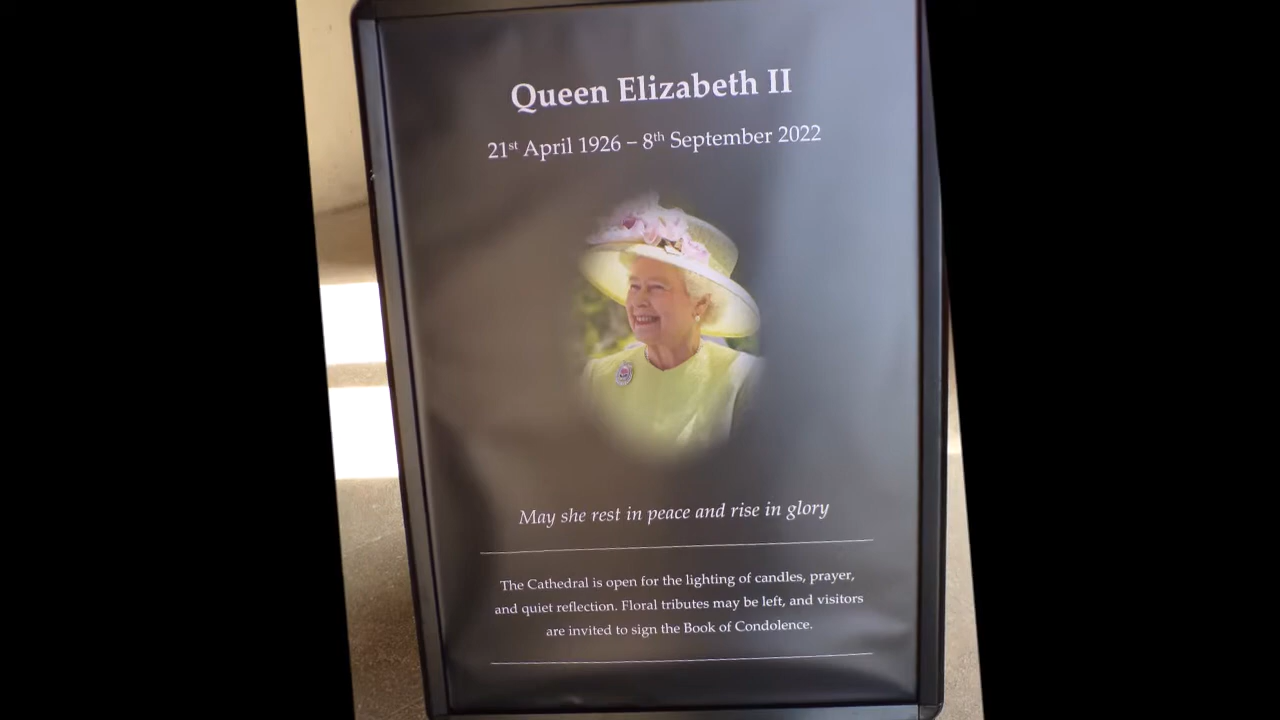 Queen Elizabeth II
21st April 1926 – 8th September 2022
May she rest in peace and rise in glory
The Cathedral is open for the lighting of candles, prayer,
and quiet reflection. Floral tributes may be left, and visitors
are invited to sign the Book of Condolence.